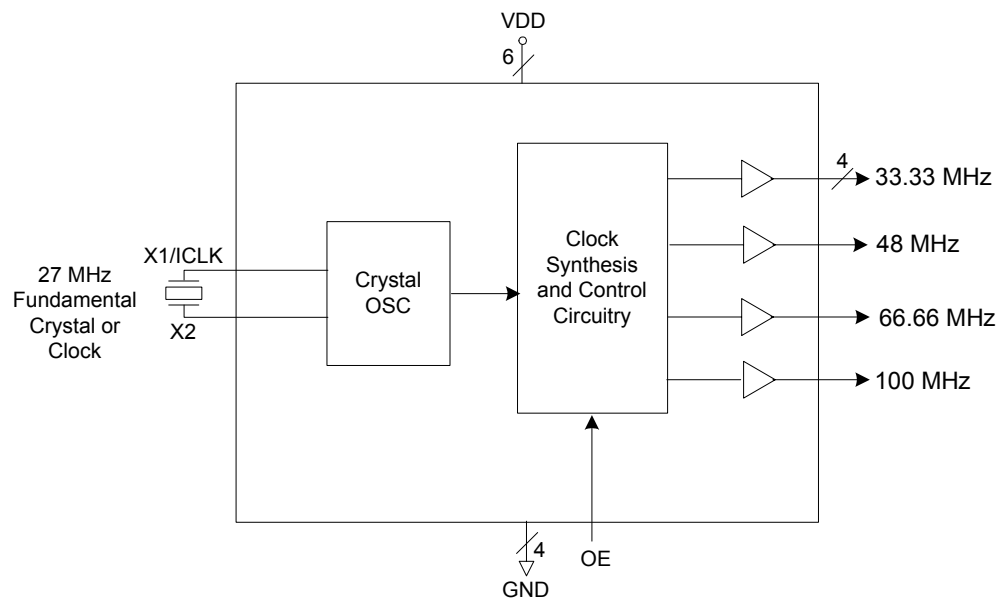 VDD
6
4
33.33 MHz
48 MHz
66.66 MHz
100 MHz
X1/ICLK
X2
27 MHz
Fundamental
Crystal or
Clock
Crystal
OSC
Clock
Synthesis
and Control
Circuitry
4
GND
OE